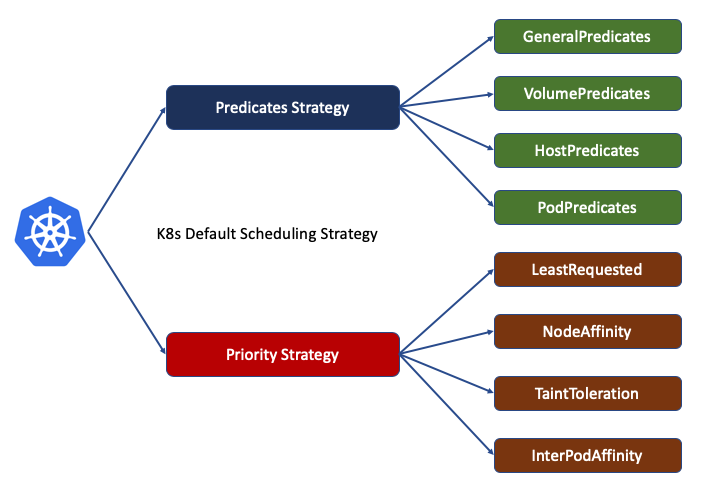 GeneralPredicates
Predicates Strategy
VolumePredicates
HostPredicates
PodPredicates
K8s Default Scheduling Strategy
LeastRequested
NodeAffinity
Priority Strategy
TaintToleration
InterPodAffinity